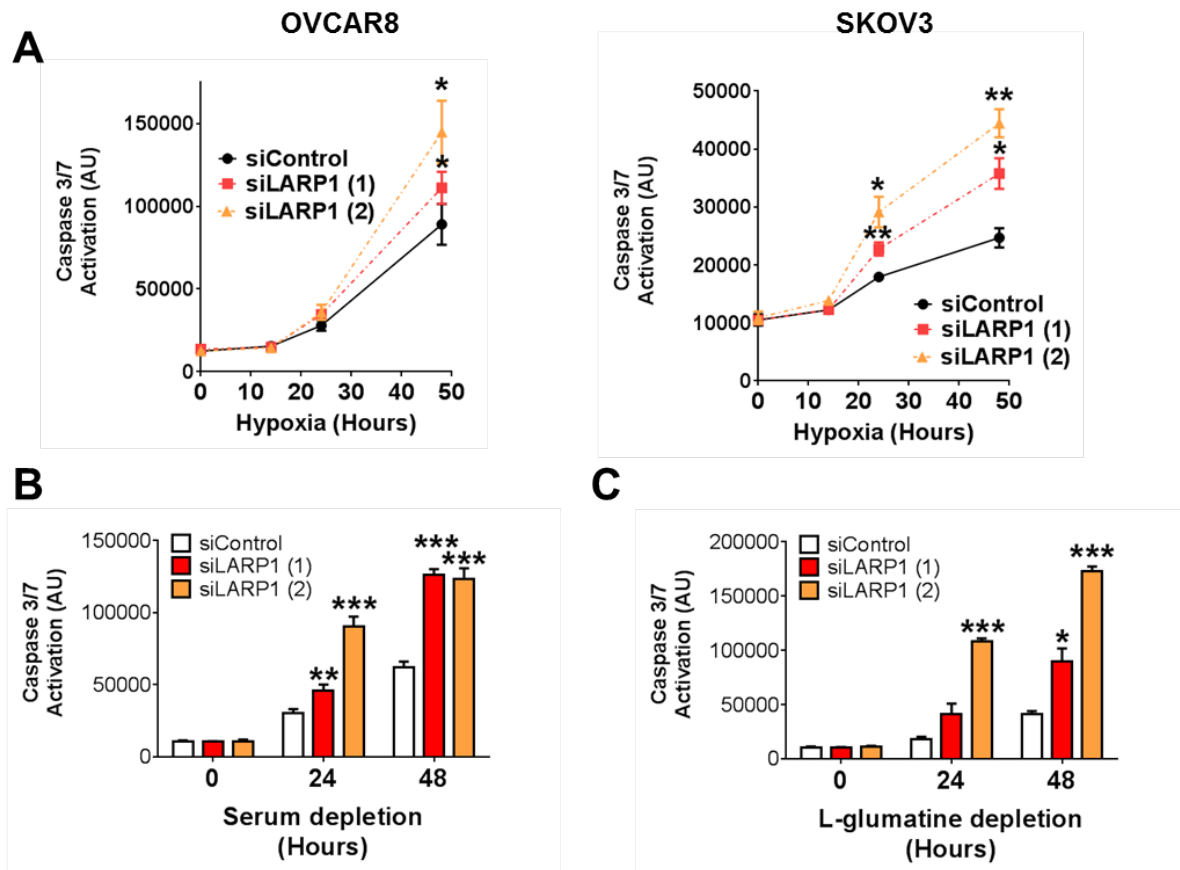 OVCAR8
SKOV3
A
Caspase 3/7
Activation (AU)
150000
100000
50000
0
*
*
siControl
siLARP1 (1)
siLARP1 (2)
0 10 20 30 40 50
Hypoxia (Hours)
Caspase 3/7
Activation (AU)
50000
40000
30000
20000
10000
0
**
*
*
**
siControl
siLARP1 (1)
siLARP1 (2)
0 10 20 30 40 50
Hypoxia (Hours)
B
Caspase 3/7
Activation (AU)
150000
100000
50000
0
siControl
siLARP1 (1)
siLARP1 (2)
**
***
***
***
0 24 48
Serum depletion
(Hours)
C
Caspase 3/7
Activation (AU)
200000
150000
100000
50000
0
siControl
siLARP1 (1)
siLARP1 (2)
***
*
***
0 24 48
L-glumatine depletion
(Hours)